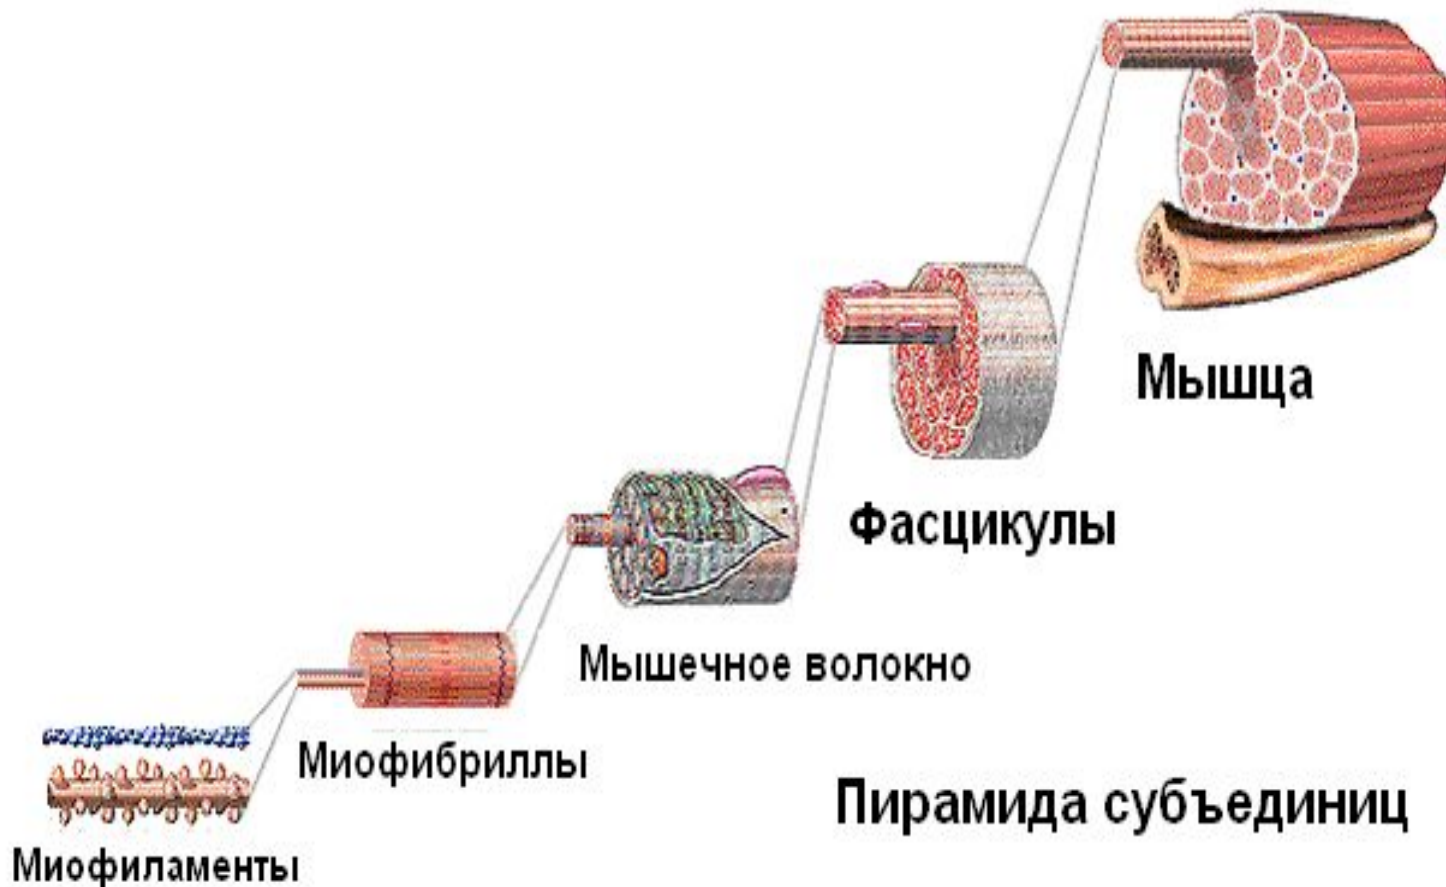 Мышца
Фасцикулы
Мышечное волокно
Миофибриллы
Миофиламенты
Пирамида субъединиц